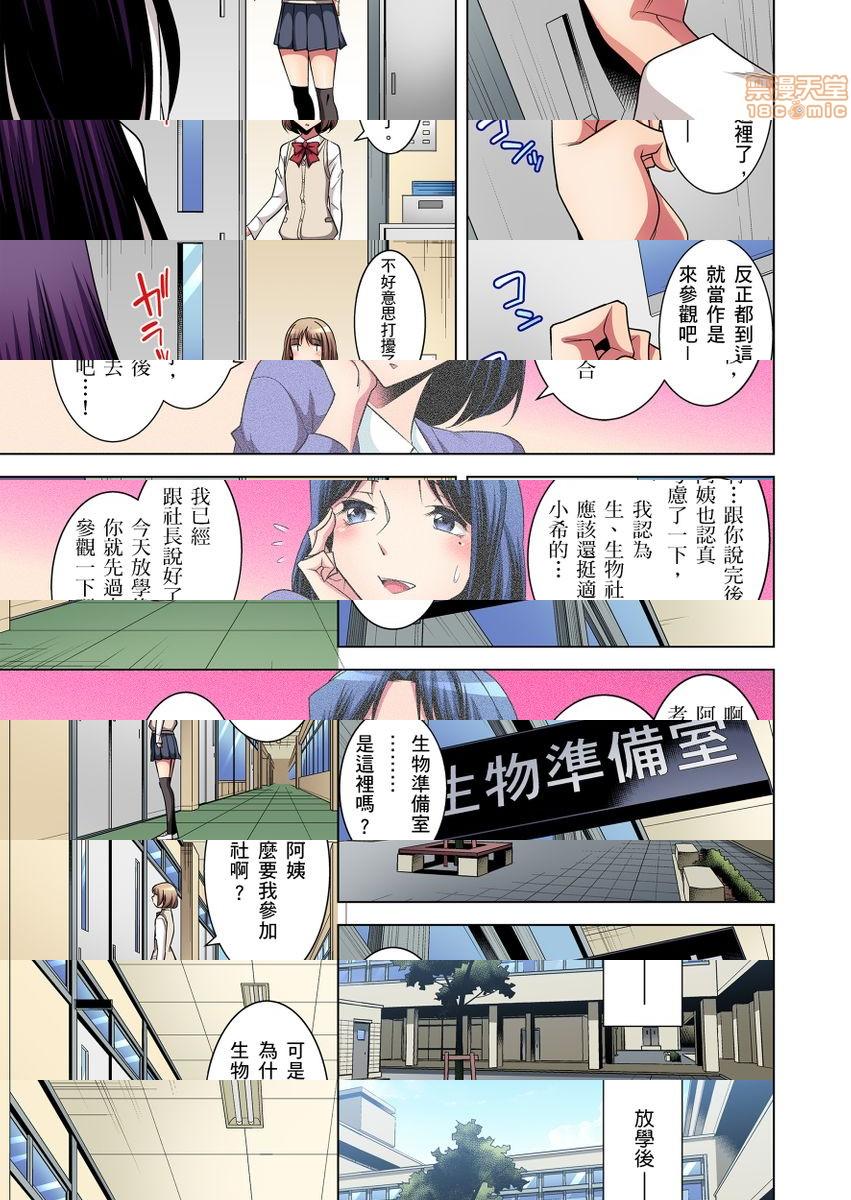 禁漫天堂
18comic
這裡了，
了。
反正都到這
就當作是
來參觀吧—
不好意思打擾
合
後
去
吧…！
跟你說完後
姨也認真
慮了一下，
我認為
生、生物社
應該還挺適
小希的…
我已經
跟社長說好了
今天放學
你就先過
參觀一下
啊
阿
生物準備室
生物準備室
………
是這裡嗎？
阿姨
麼要我參加
社啊？
可是
為什
生物
放學後—